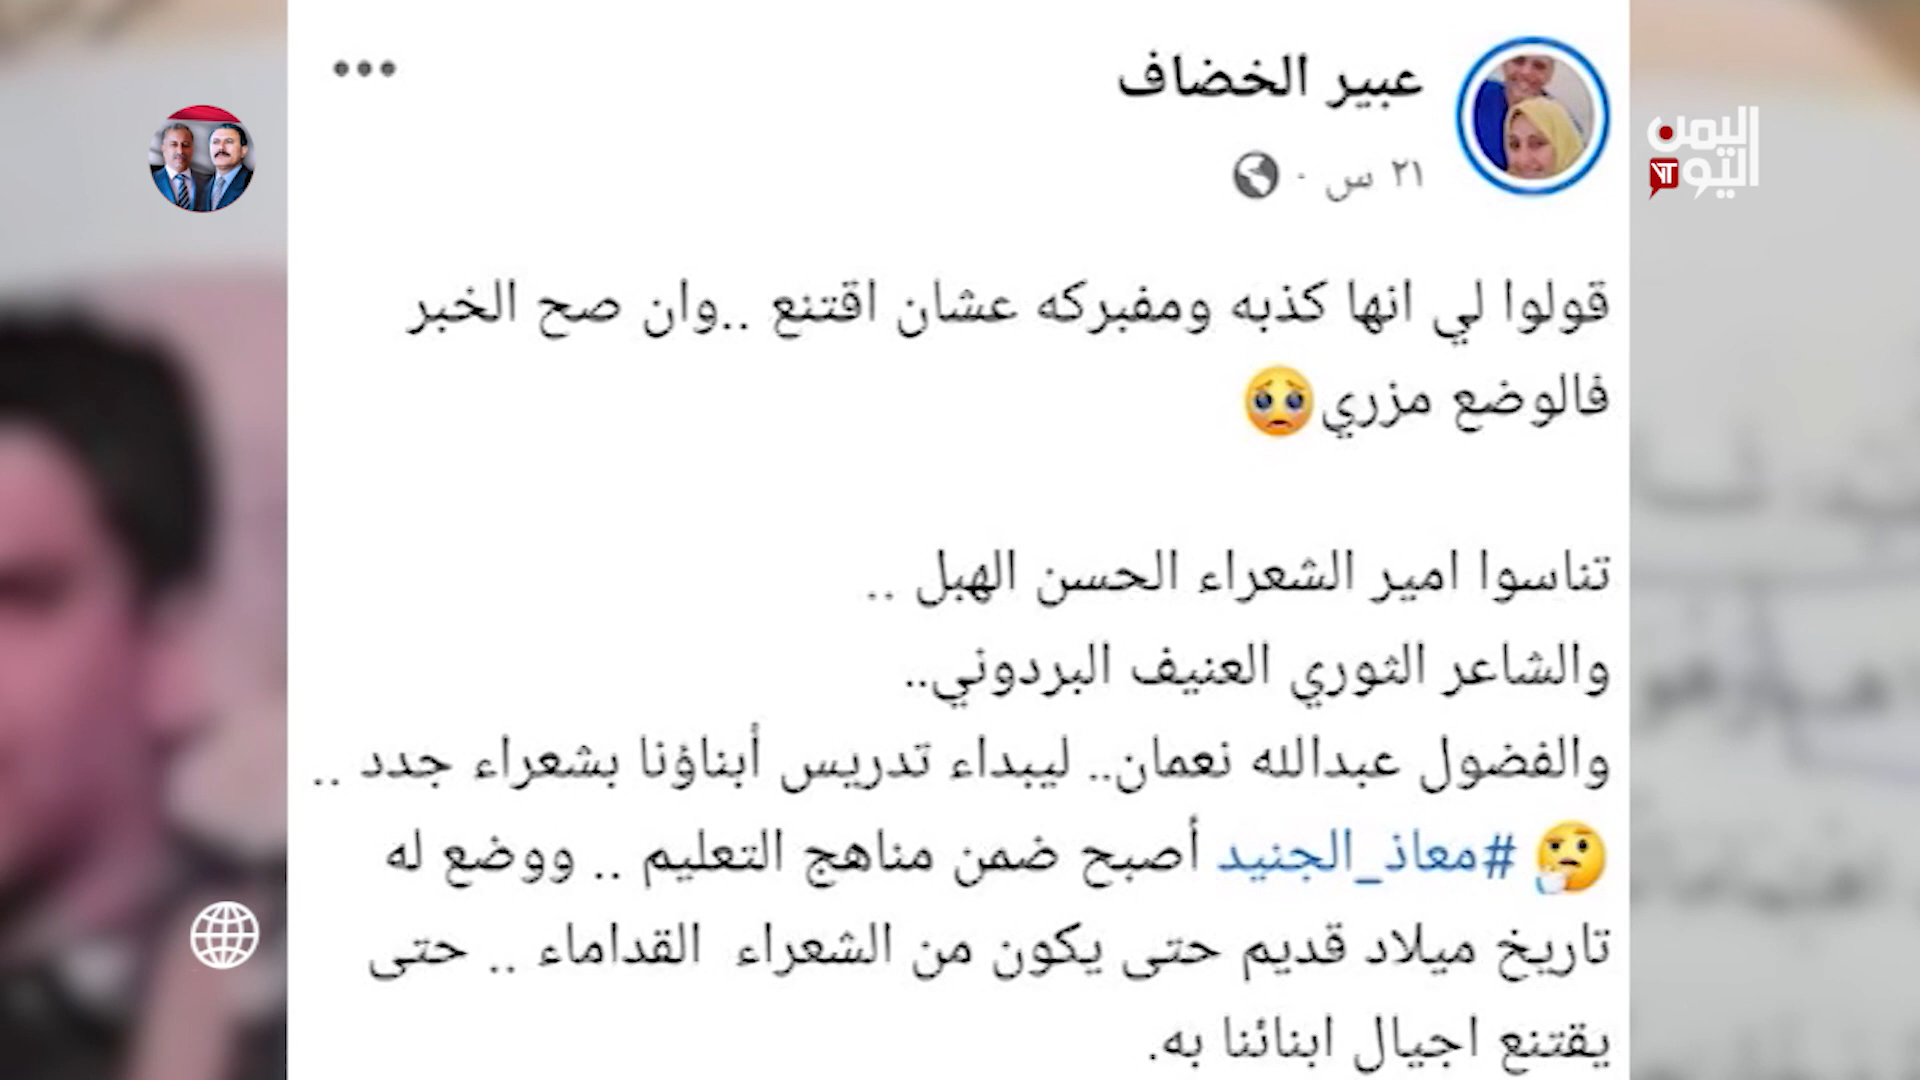 عبير الخضاف
٢١ س ·
اليمن
اليوم
YT
قولوا لي انها كذبه ومفبركه عشان اقتنع ..وان صح الخبر
فالوضع مزري🥺
تناسوا امير الشعراء الحسن الهبل ..
والشاعر الثوري العنيف البردوني..
والفضول عبدالله نعمان.. ليبداء تدريس أبناؤنا بشعراء جدد ..
🤔 #معاذ_الجنيد أصبح ضمن مناهج التعليم .. ووضع له
تاريخ ميلاد قديم حتى يكون من الشعراء القداماء .. حتى
يقتنع اجيال ابنائنا به.